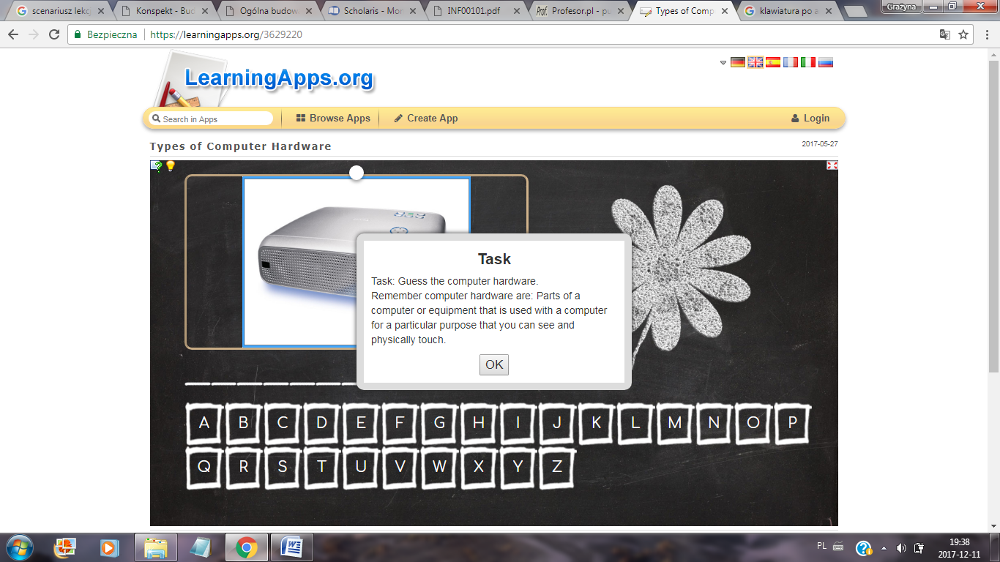 scenariusz lekcj
Konspekt - Bud
Ogólna budow
Scholaris - Mor
INF00101.pdf
Prof. Profesor.pl - pu
Types of Comp
klawiatura po a
Grażyna
Bezpieczna
https://learningapps.org/3629220
LearningApps.org
Search in Apps
Browse Apps
Create App
Login
Types of Computer Hardware
2017-05-27
Task
Task: Guess the computer hardware.
Remember computer hardware are: Parts of a
computer or equipment that is used with a computer
for a particular purpose that you can see and
physically touch.
OK
A B C D E F G H I J K L M N O P
Q R S T U V W X Y Z
PL
19:38
2017-12-11